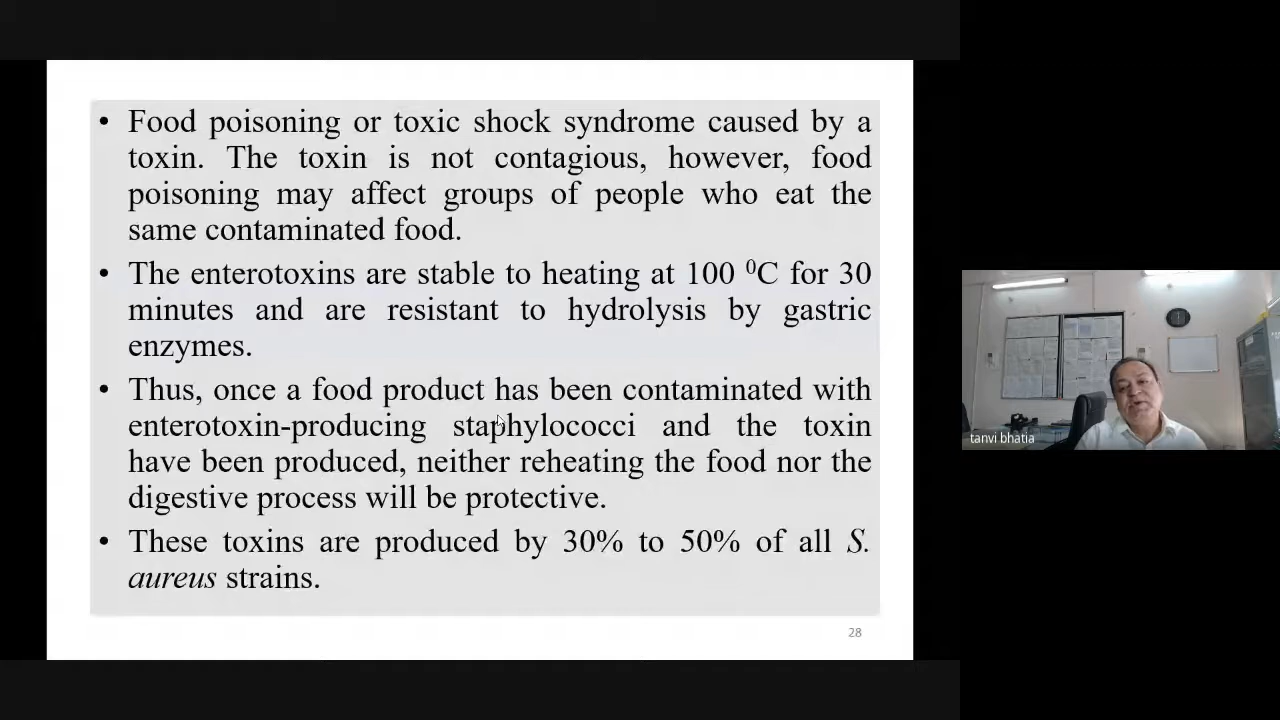 • Food poisoning or toxic shock syndrome caused by a
toxin. The toxin is not contagious, however, food
poisoning may affect groups of people who eat the
same contaminated food.
• The enterotoxins are stable to heating at 100 ⁰C for 30
minutes and are resistant to hydrolysis by gastric
enzymes.
• Thus, once a food product has been contaminated with
enterotoxin-producing staphylococci and the toxin
have been produced, neither reheating the food nor the
digestive process will be protective.
• These toxins are produced by 30% to 50% of all S.
aureus strains.
28
tanvi bhatia